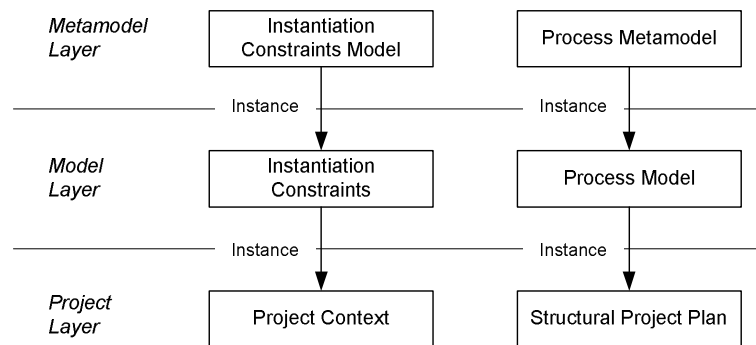 Metamodel
Layer
Instantiation
Constraints Model
Process Metamodel
Instance
Instance
Model
Layer
Instantiation
Constraints
Process Model
Instance
Instance
Project
Layer
Project Context
Structural Project Plan